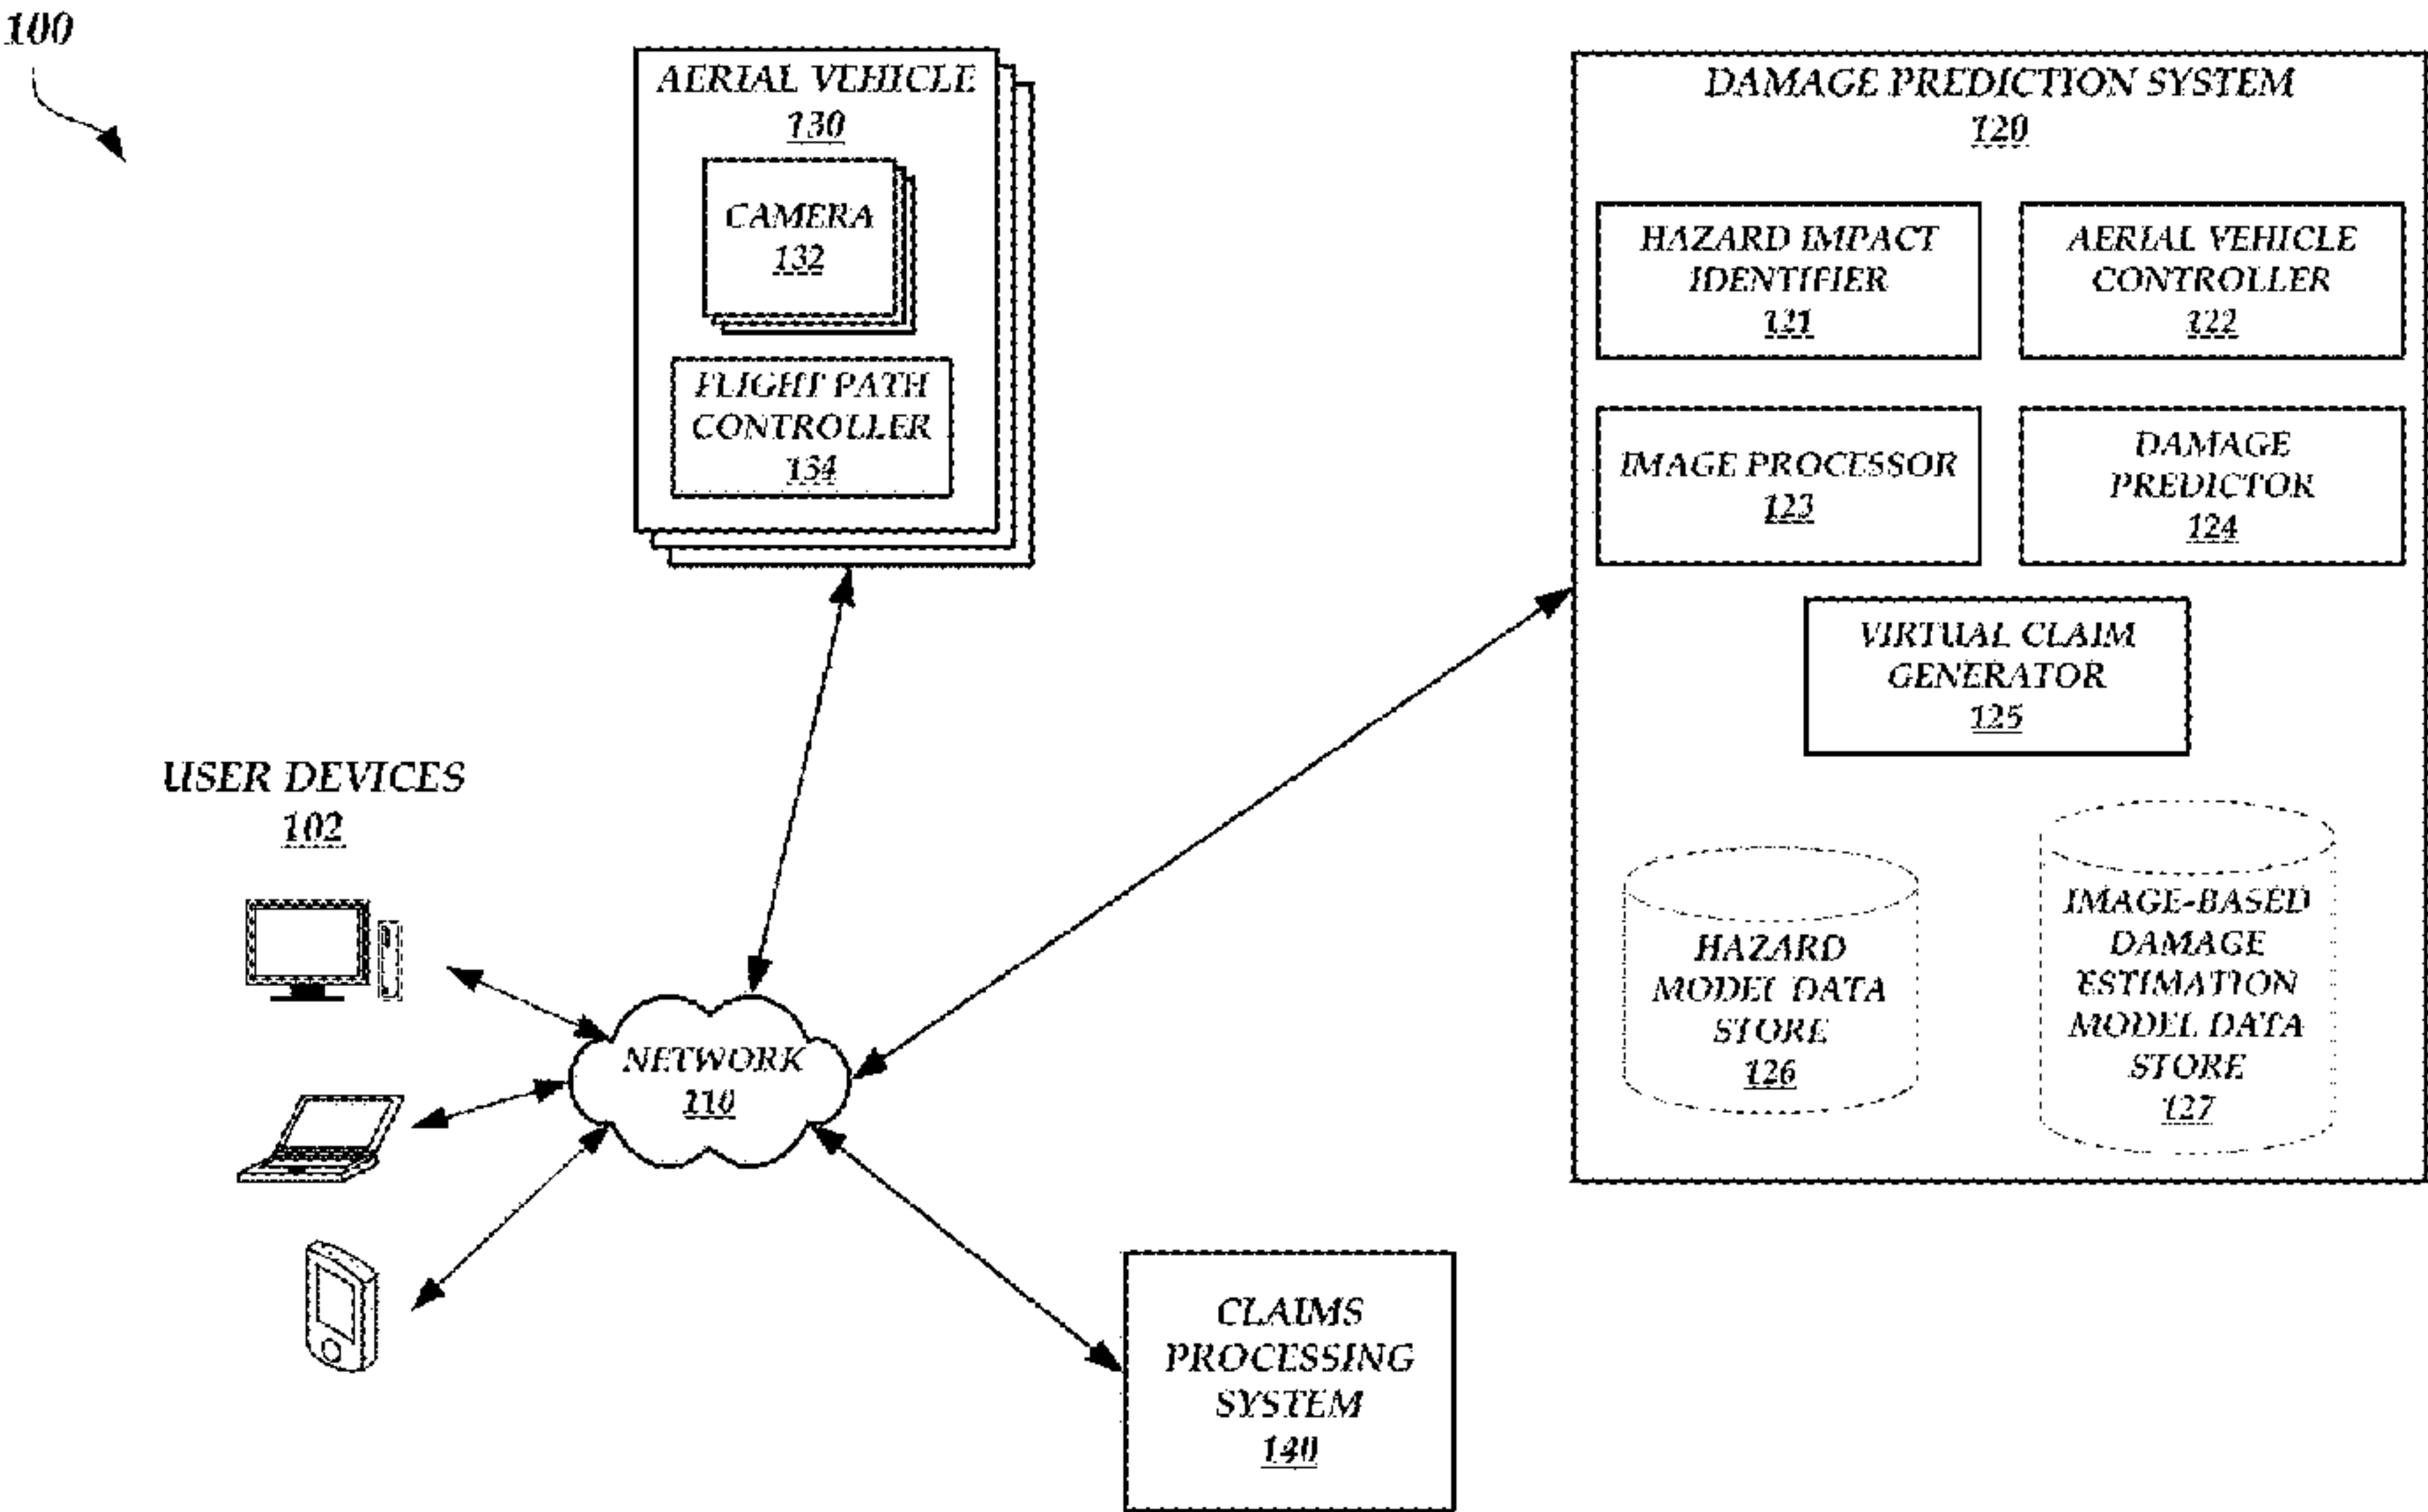 100
AERIAL VEHICLE
130
CAMERA
132
FLIGHT PATH
CONTROLLER
134
DAMAGE PREDICTION SYSTEM
120
HAZARD IMPACT
IDENTIFIER
121
AERIAL VEHICLE
CONTROLLER
122
IMAGE PROCESSOR
123
DAMAGE
PREDICTOR
124
VIRTUAL CLAIM
GENERATOR
125
HAZARD
MODEL DATA
STORE
126
IMAGE-BASED
DAMAGE
ESTIMATION
MODEL DATA
STORE
127
USER DEVICES
102
NETWORK
110
CLAIMS
PROCESSING
SYSTEM
140